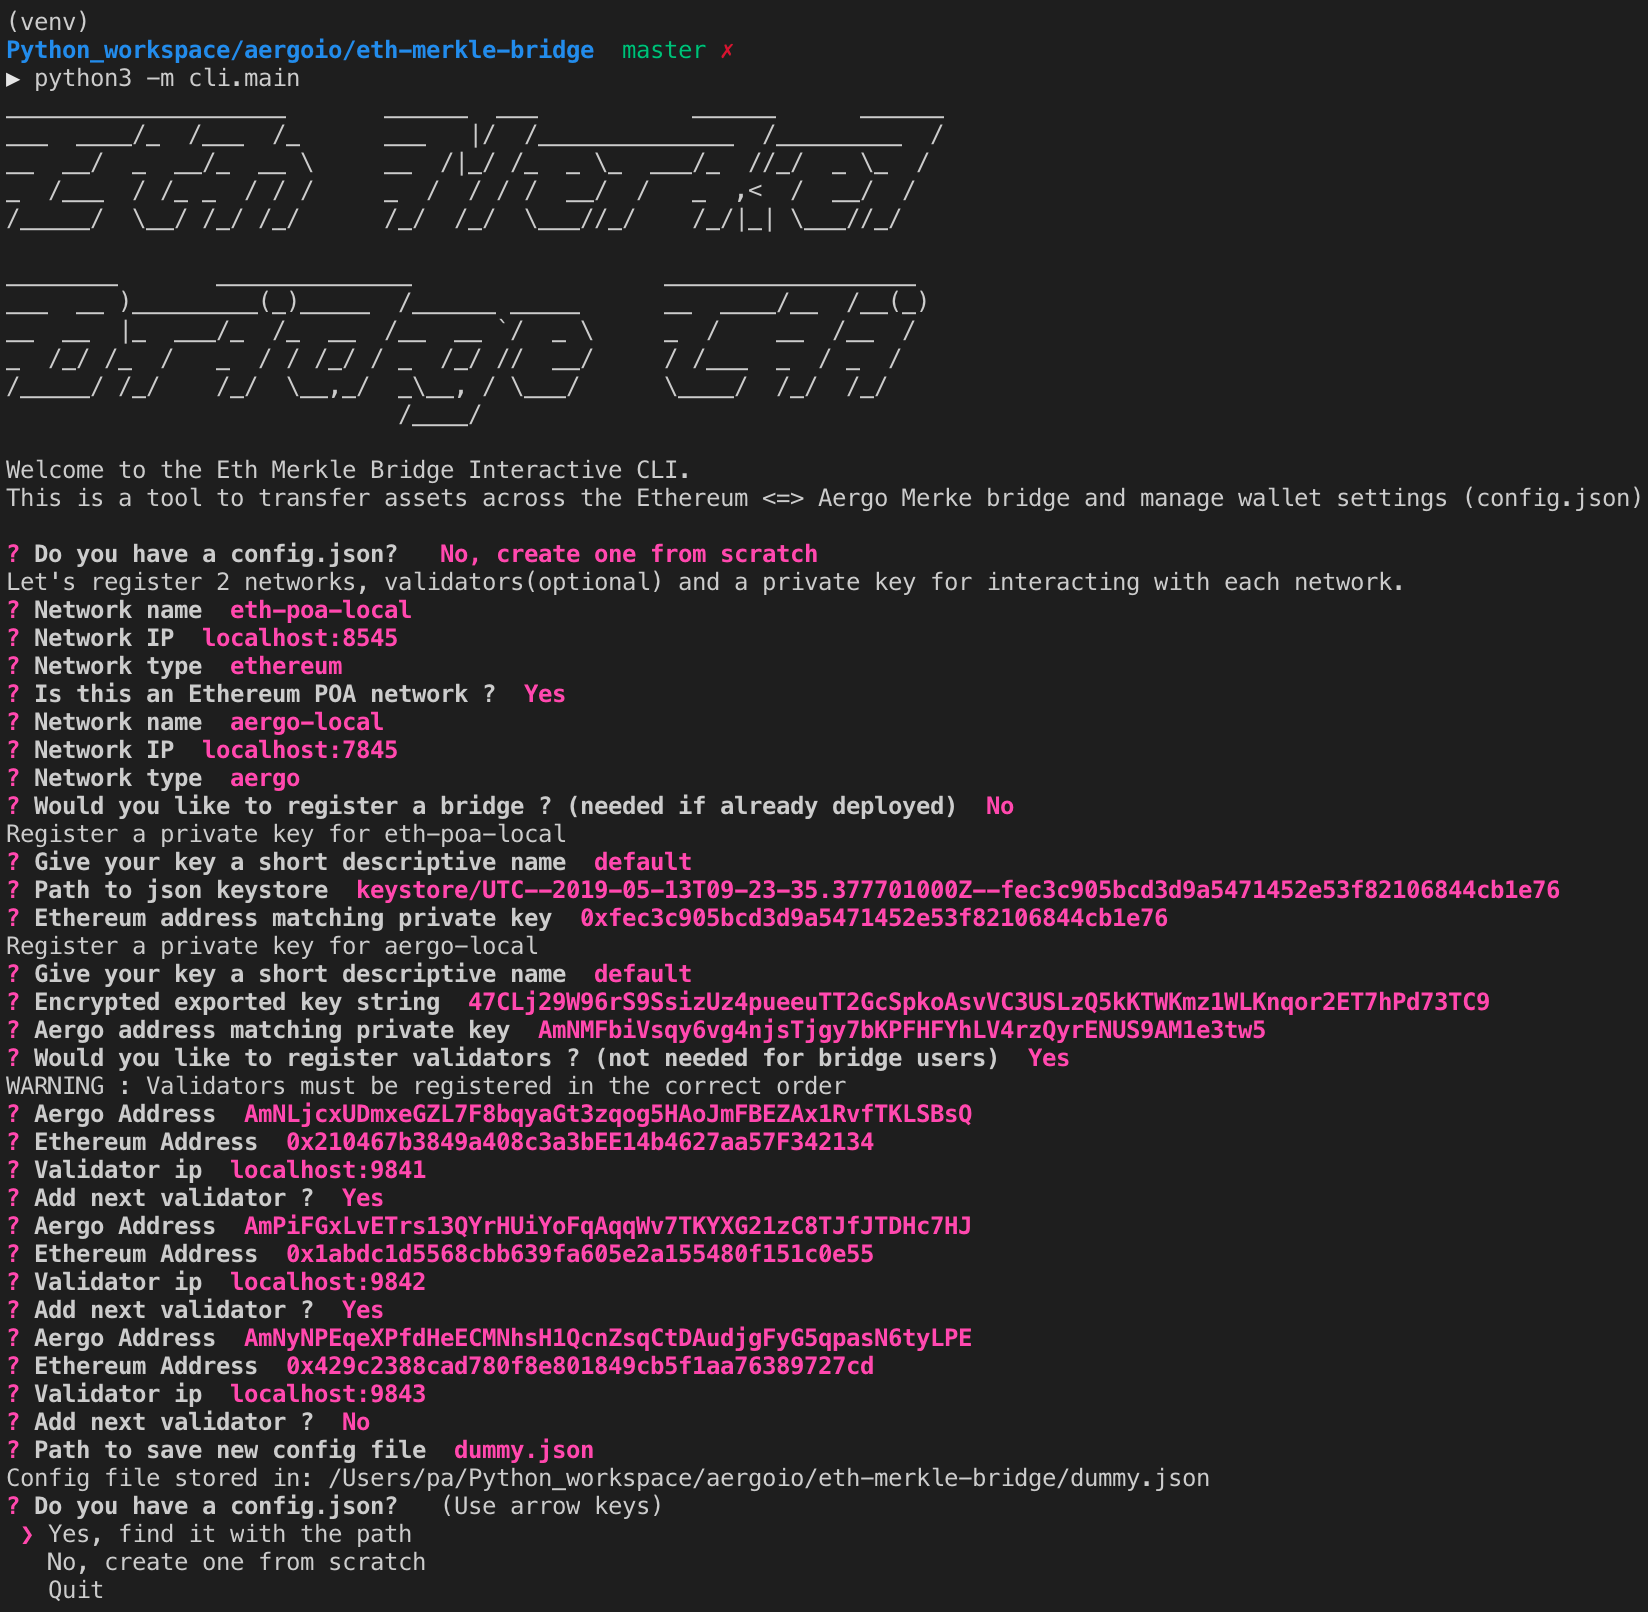 (venv)
Python_workspace/aergoio/eth-merkle-bridge master ✗
▶ python3 -m cli.main
Eth Merkel
Bridge Cli
Welcome to the Eth Merkle Bridge Interactive CLI.
This is a tool to transfer assets across the Ethereum <=> Aergo Merke bridge and manage wallet settings (config.json)
? Do you have a config.json? No, create one from scratch
Let's register 2 networks, validators(optional) and a private key for interacting with each network.
? Network name eth-poa-local
? Network IP localhost:8545
? Network type ethereum
? Is this an Ethereum POA network ? Yes
? Network name aergo-local
? Network IP localhost:7845
? Network type aergo
? Would you like to register a bridge ? (needed if already deployed) No
Register a private key for eth-poa-local
? Give your key a short descriptive name default
? Path to json keystore keystore/UTC--2019-05-13T09-23-35.377701000Z--fec3c905bcd3d9a5471452e53f82106844cb1e76
? Ethereum address matching private key 0xfec3c905bcd3d9a5471452e53f82106844cb1e76
Register a private key for aergo-local
? Give your key a short descriptive name default
? Encrypted exported key string 47CLj29W96rS9SsizUz4pueeuTT2GcSpkoAsvVC3USLzQ5kKTWKmz1WLKnqor2ET7hPd73TC9
? Aergo address matching private key AmNMFbiVsqy6vg4njsTjgy7bKPFHFYhLV4rzQyrENUS9AM1e3tw5
? Would you like to register validators ? (not needed for bridge users) Yes
WARNING : Validators must be registered in the correct order
? Aergo Address AmNLjcxUDmxeGZL7F8bqyaGt3zqog5HAoJmFBEZAx1RvfTKLSBsQ
? Ethereum Address 0x210467b3849a408c3a3bEE14b4627aa57F342134
? Validator ip localhost:9841
? Add next validator ? Yes
? Aergo Address AmPiFGxLvETrs13QYrHUiYoFqAqqWv7TKYXG21zC8TJfJTDHc7HJ
? Ethereum Address 0x1abdc1d5568cbb639fa605e2a155480f151c0e55
? Validator ip localhost:9842
? Add next validator ? Yes
? Aergo Address AmNyNPEqeXPfdHeECMNhsH1QcnZsqCtDAudjgFyG5qpasN6tyLPE
? Ethereum Address 0x429c2388cad780f8e801849cb5f1aa76389727cd
? Validator ip localhost:9843
? Add next validator ? No
? Path to save new config file dummy.json
Config file stored in: /Users/pa/Python_workspace/aergoio/eth-merkle-bridge/dummy.json
? Do you have a config.json? (Use arrow keys)
❯ Yes, find it with the path
No, create one from scratch
Quit